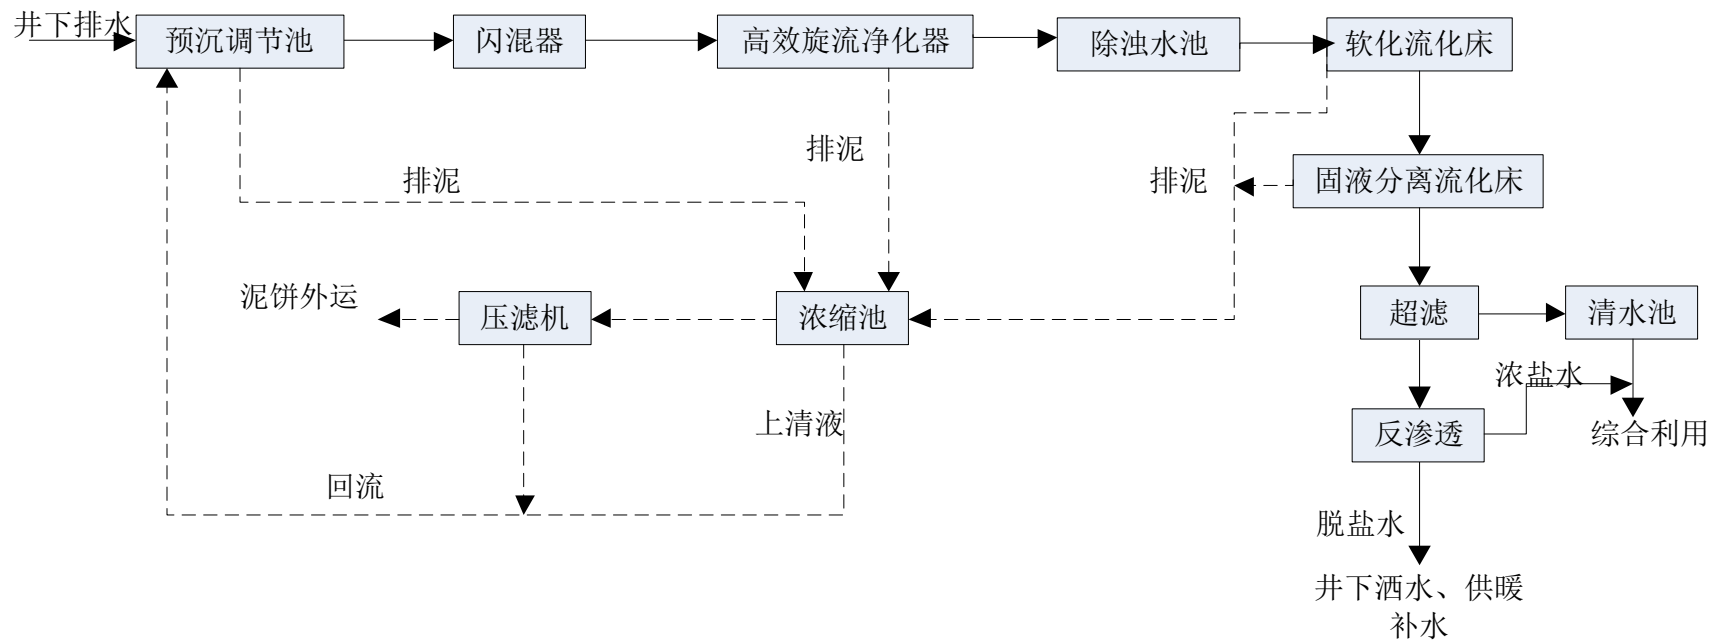 井下排水
预沉调节池
闪混器
高效旋流净化器
除浊水池
软化流化床
排泥
排泥
排泥
固液分离流化床
泥饼外运
压滤机
浓缩池
超滤
清水池
浓盐水
上清液
反渗透
综合利用
回流
脱盐水
井下洒水、供暖
补水